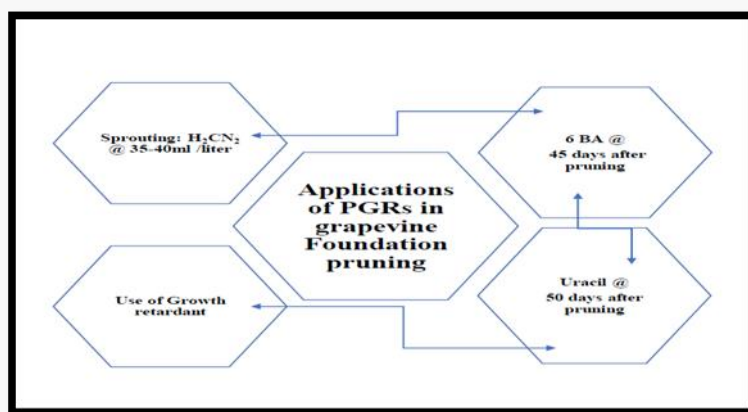 Sprouting: H₂CN₂
@ 35-40ml /liter
6 BA @
45 days after
pruning
Applications
of PGRs in
grapevine
Foundation
pruning
Use of Growth
retardant
Uracil @
50 days after
pruning